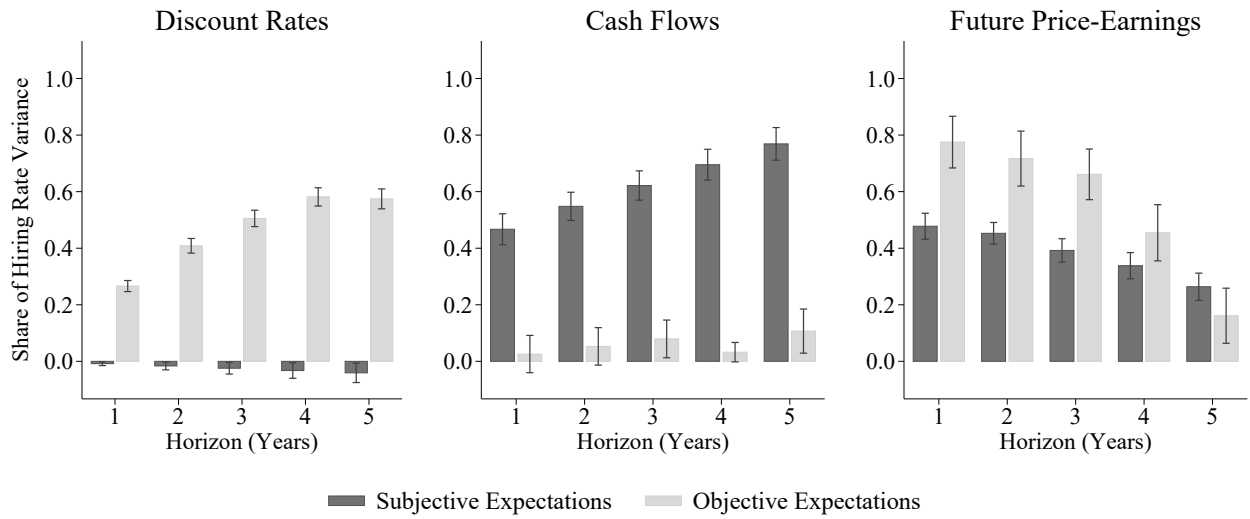 Discount Rates
Cash Flows
Future Price-Earnings
Share of Hiring Rate Variance
1.0
0.8
0.6
0.4
0.2
0.0
1 2 3 4 5
Horizon (Years)
1.0
0.8
0.6
0.4
0.2
0.0
1 2 3 4 5
Horizon (Years)
1.0
0.8
0.6
0.4
0.2
0.0
1 2 3 4 5
Horizon (Years)
Subjective Expectations
Objective Expectations